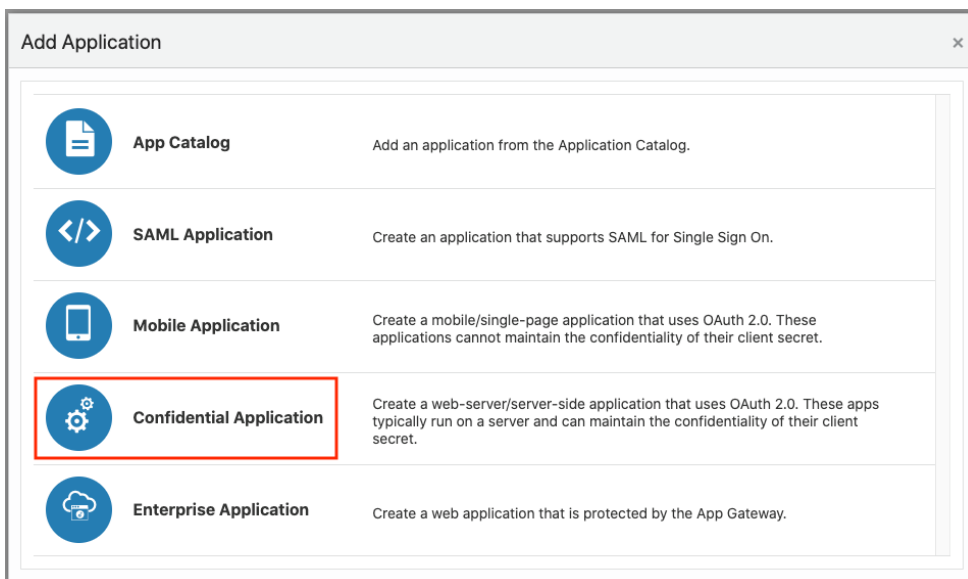 Add Application
×
App Catalog
Add an application from the Application Catalog.
</>
SAML Application
Create an application that supports SAML for Single Sign On.
Mobile Application
Create a mobile/single-page application that uses OAuth 2.0. These
applications cannot maintain the confidentiality of their client secret.
Confidential Application
Create a web-server/server-side application that uses OAuth 2.0. These apps
typically run on a server and can maintain the confidentiality of their client
secret.
Enterprise Application
Create a web application that is protected by the App Gateway.